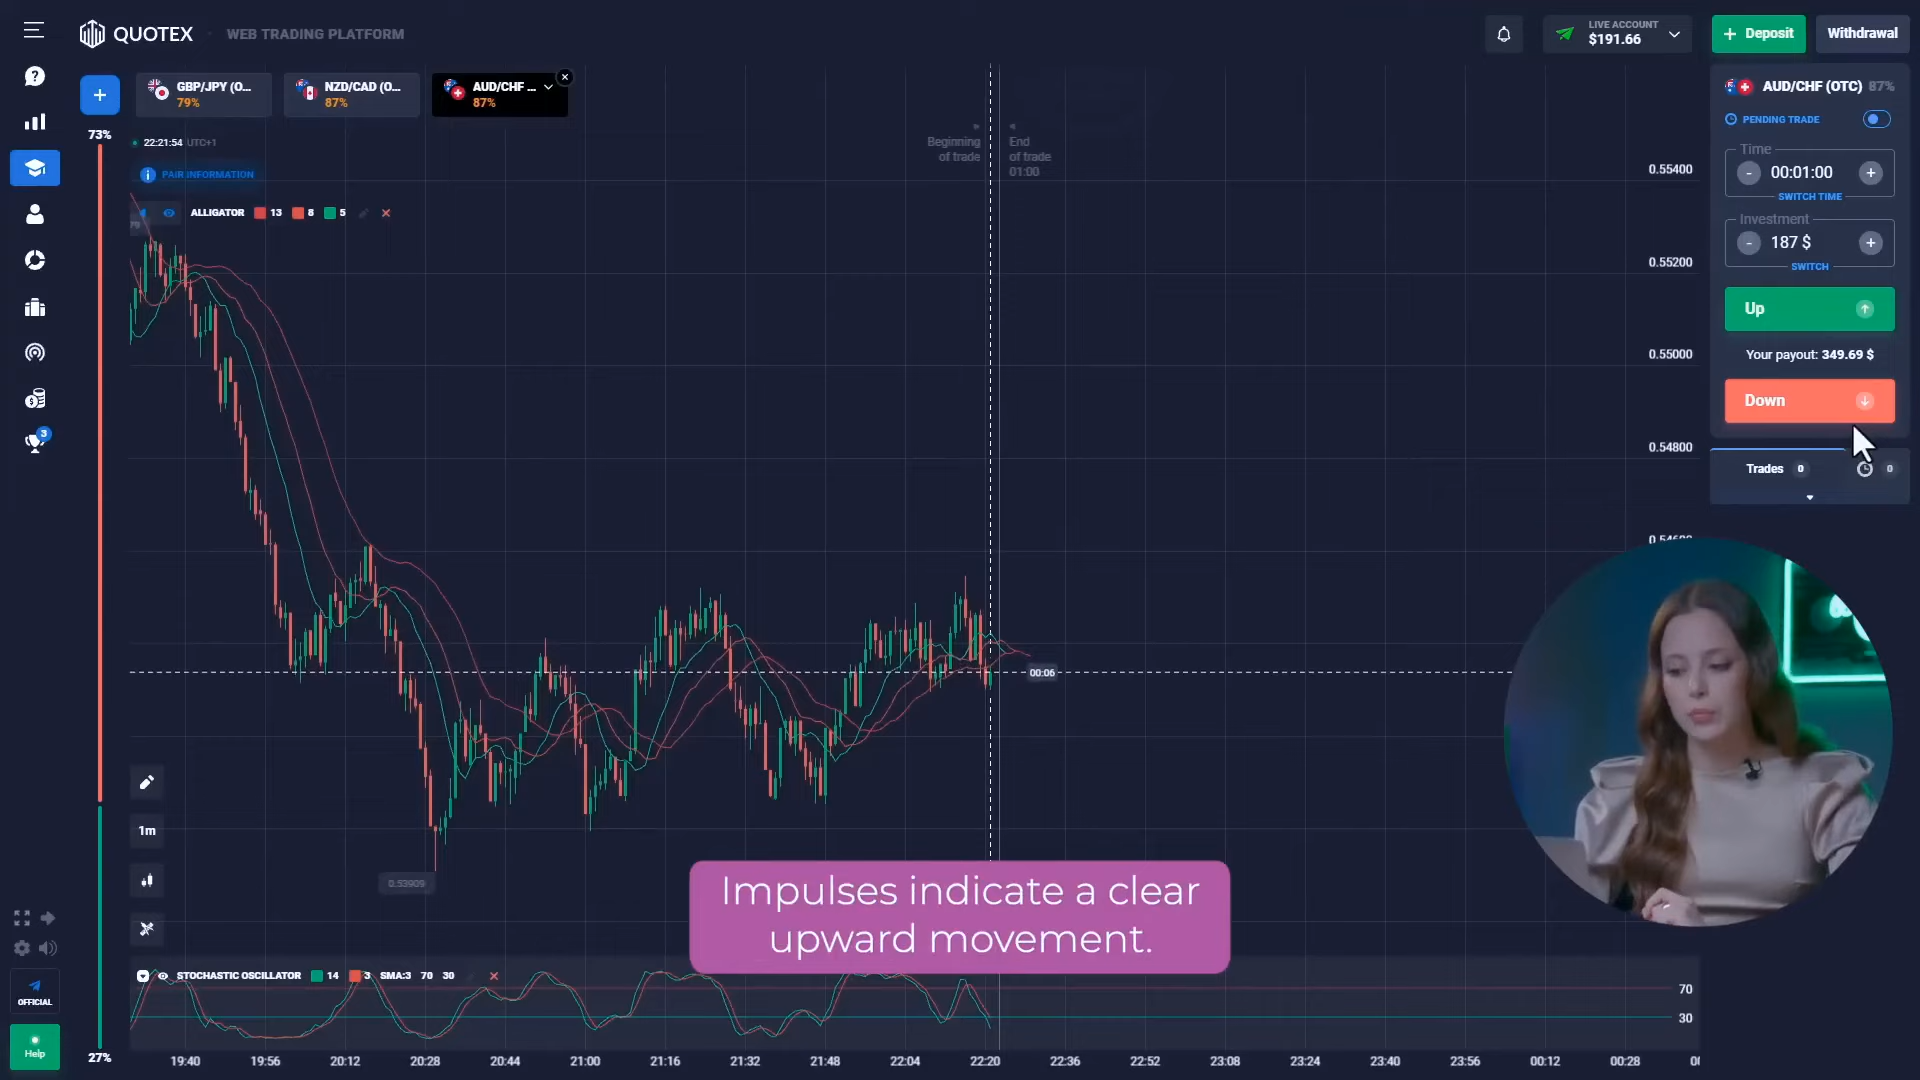 QUOTEX
WEB TRADING PLATFORM
LIVE ACCOUNT
$191.66
Deposit
Withdrawal
GBP/JPY (O...
79%
NZD/CAD (O...
87%
AUD/CHF ...
87%
73%
22:21:54 UTC+1
PAIR INFORMATION
ALLIGATOR 13 8 5
79
Beginning
of trade
End
of trade
01:00
0.55400
0.55200
0.55000
0.54800
00:06
0.53909
AUD/CHF (OTC) 87%
PENDING TRADE
Time
- 00:01:00 +
SWITCH TIME
Investment
- 187 $ +
SWITCH
Up
Your payout: 349.69 $
Down
Trades 0 0
3
1m
Impulses indicate a clear
upward movement.
STOCHASTIC OSCILLATOR 14 3 SMA:3 70 30
70
30
OFFICIAL
Help
27%
19:40 19:56 20:12 20:28 20:44 21:00 21:16 21:32 21:48 22:04 22:20 22:36 22:52 23:08 23:24 23:40 23:56 00:12 00:28